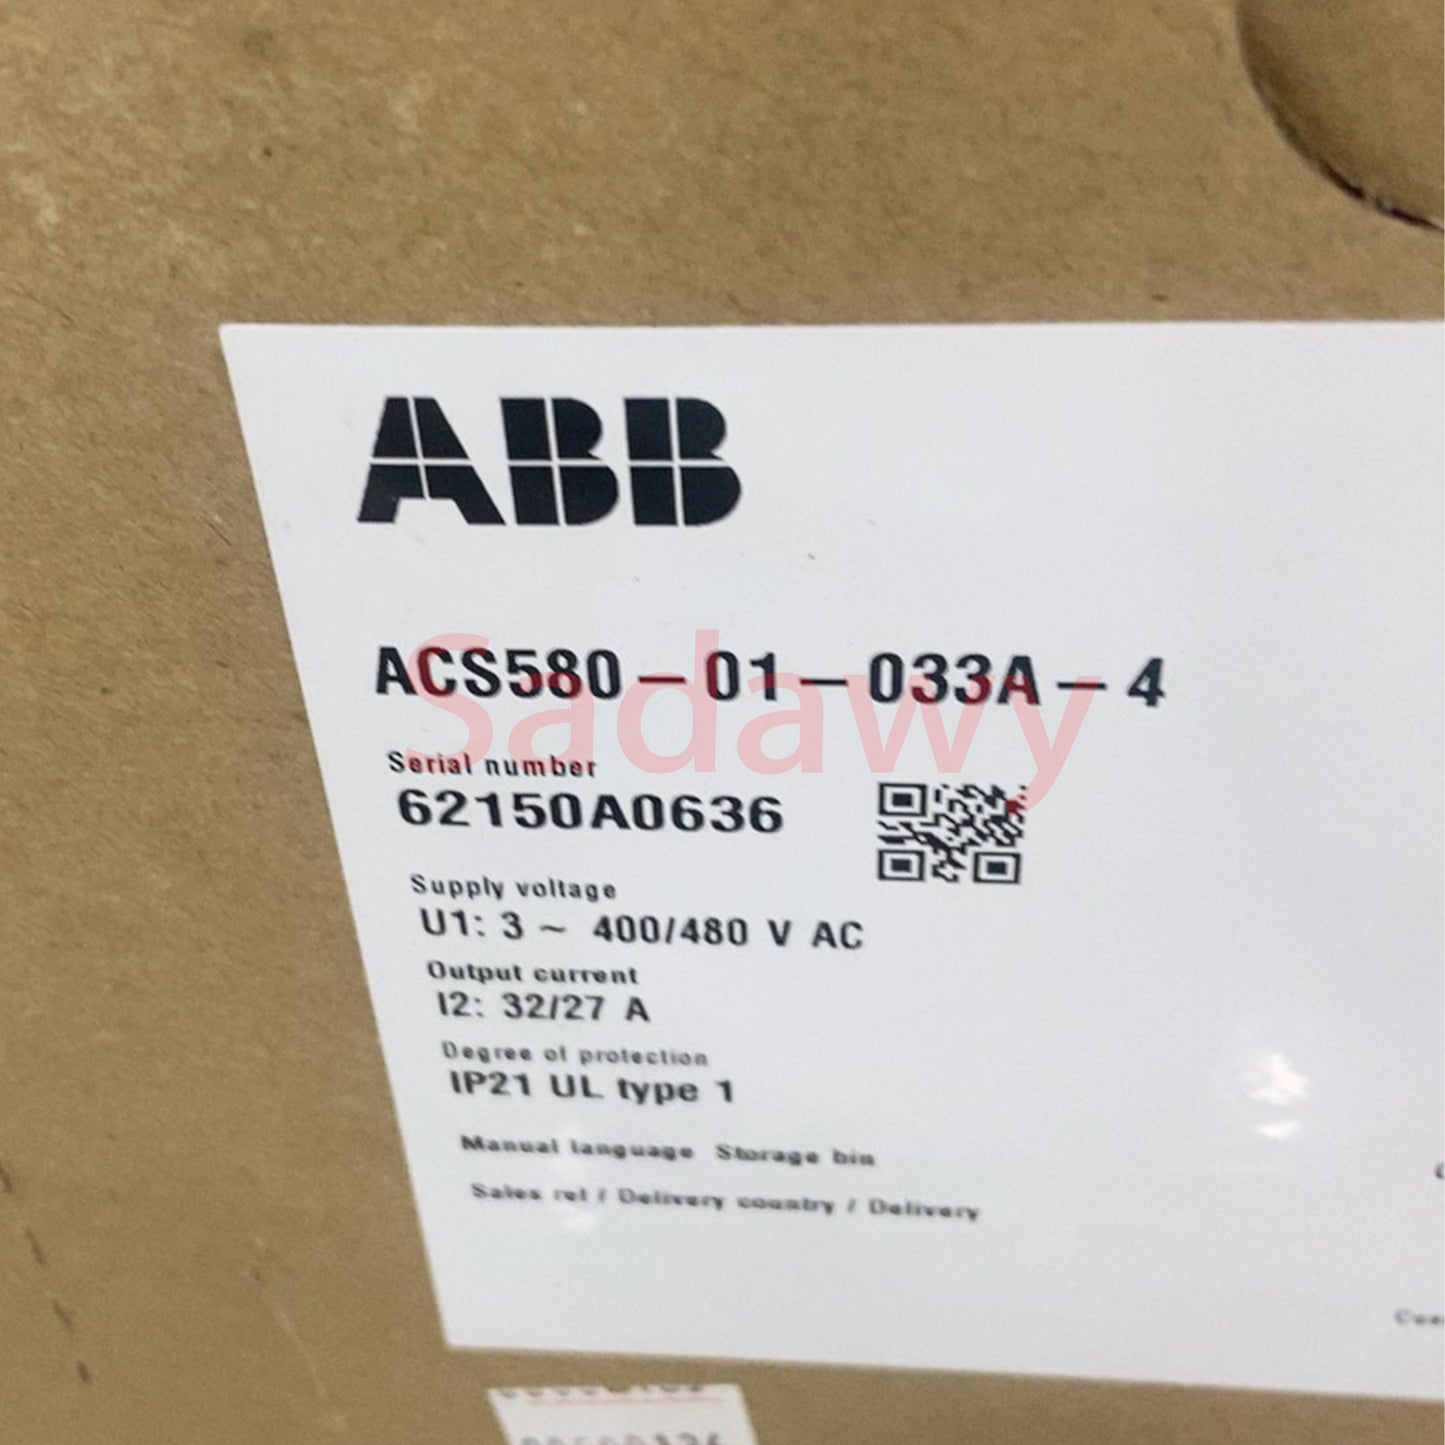 ABB
ACS580-01-033A-4
Sadawy
Serial number
62150A0636
Supply voltage
U1: 3 ~ 400/480 V AC
Output current
I2: 32/27 A
Degree of protection
IP21 UL type 1
Manual language Storage bin
Sales ref / Delivery country / Delivery